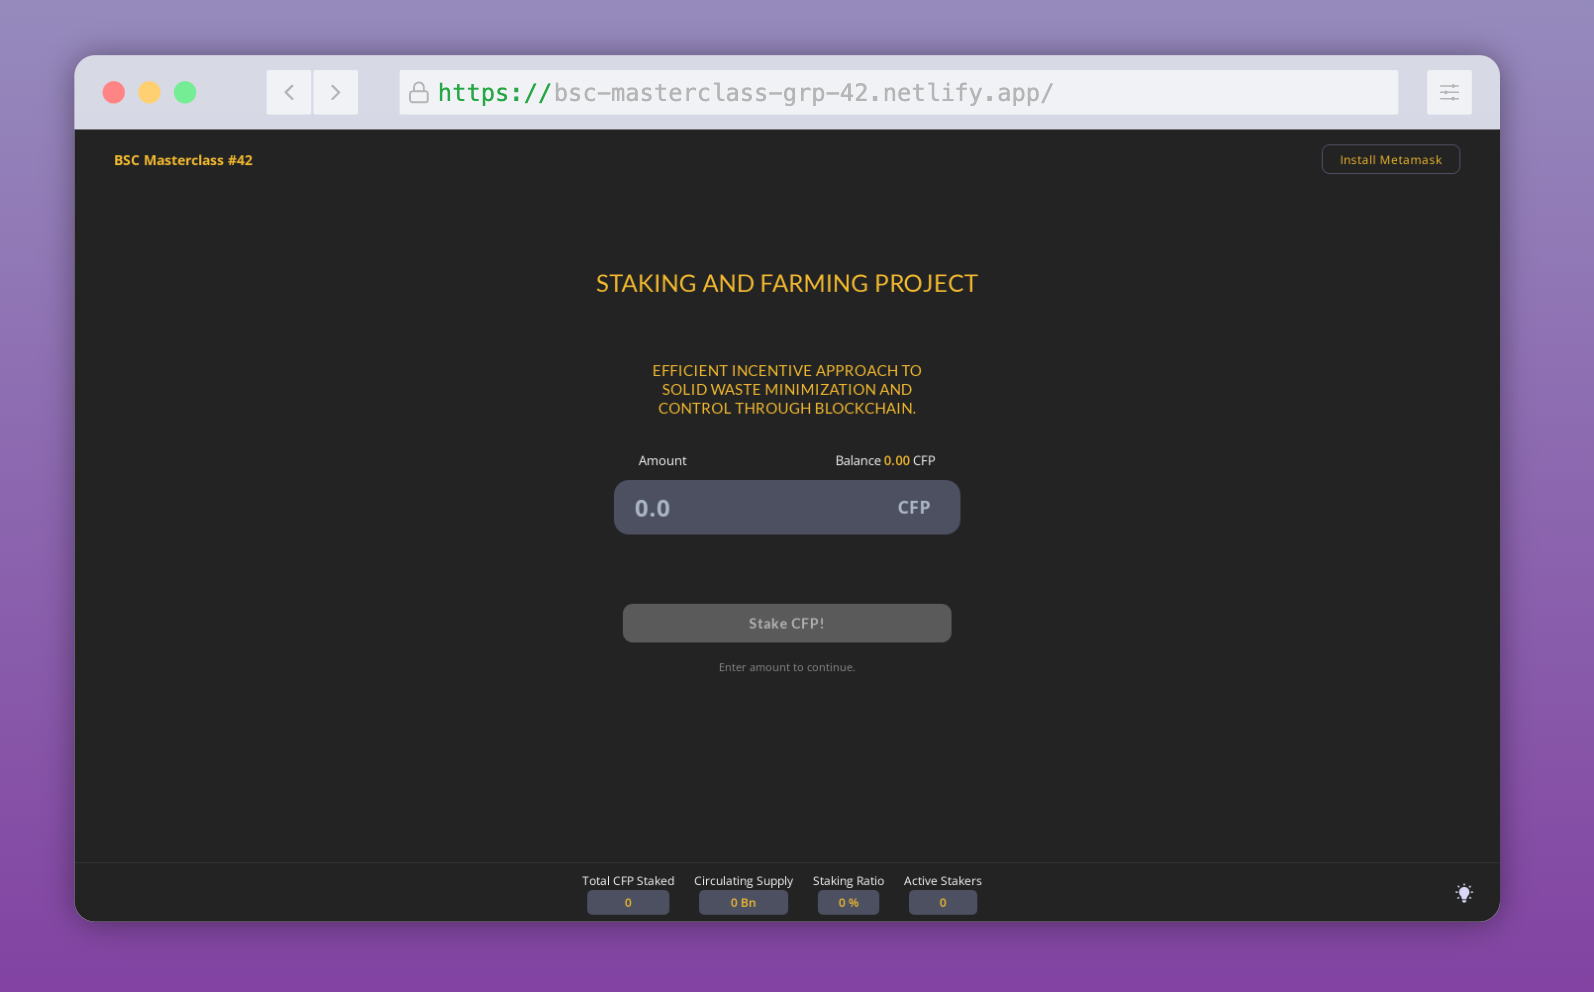 https://bsc-masterclass-grp-42.netlify.app/
BSC Masterclass #42
Install Metamask
STAKING AND FARMING PROJECT
EFFICIENT INCENTIVE APPROACH TO
SOLID WASTE MINIMIZATION AND
CONTROL THROUGH BLOCKCHAIN.
Amount Balance 0.00 CFP
0.0 CFP
Stake CFP!
Enter amount to continue.
Total CFP Staked Circulating Supply Staking Ratio Active Stakers
0 0 Bn 0 % 0